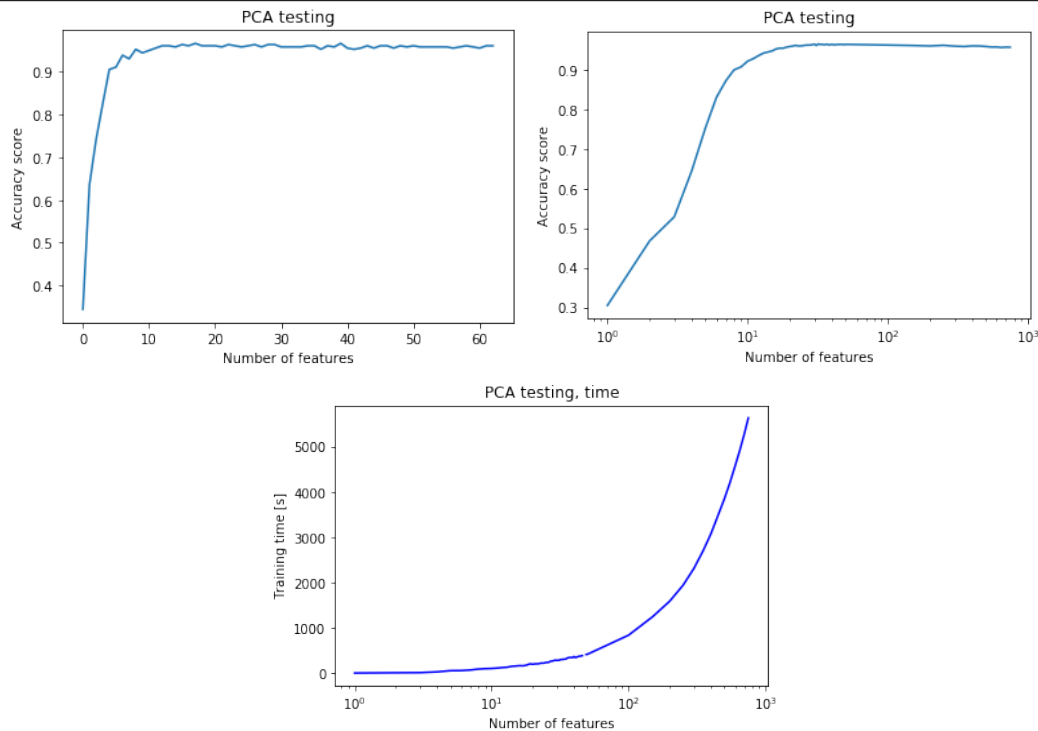 PCA testing
Accuracy score
0.9
0.8
0.7
0.6
0.5
0.4
0 10 20 30 40 50 60
Number of features
PCA testing
Accuracy score
0.9
0.8
0.7
0.6
0.5
0.4
0.3
10⁰ 10¹ 10² 10³
Number of features
PCA testing, time
Training time [s]
5000
4000
3000
2000
1000
0
10⁰ 10¹ 10² 10³
Number of features